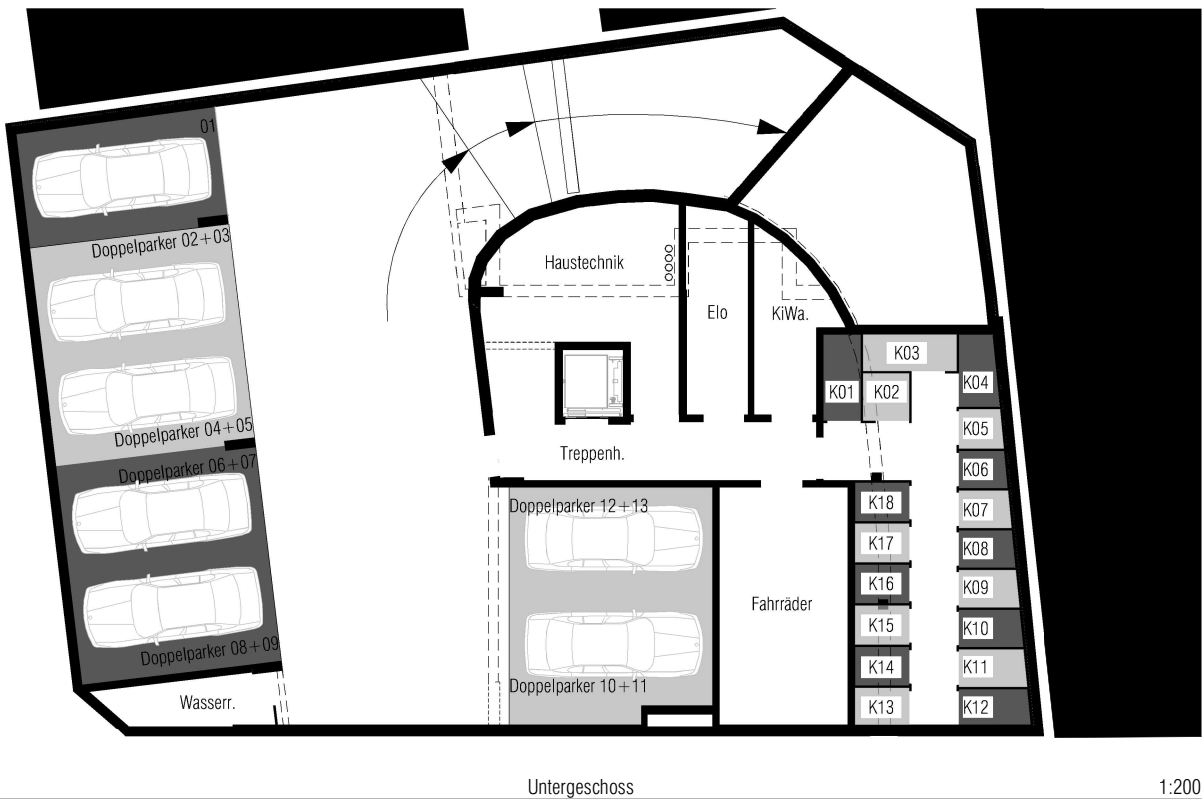 01
Doppelparker 02+03
Haustechnik
Elo
KiWa.
K03
K01
K02
K04
Doppelparker 04+05
K05
Treppenh.
Doppelparker 06+07
K06
Doppelparker 12+13
K18
K07
K17
K08
K16
K09
Fahrräder
K15
K10
Doppelparker 08+09
K14
K11
Doppelparker 10+11
Wasserr.
K13
K12
Untergeschoss
1:200